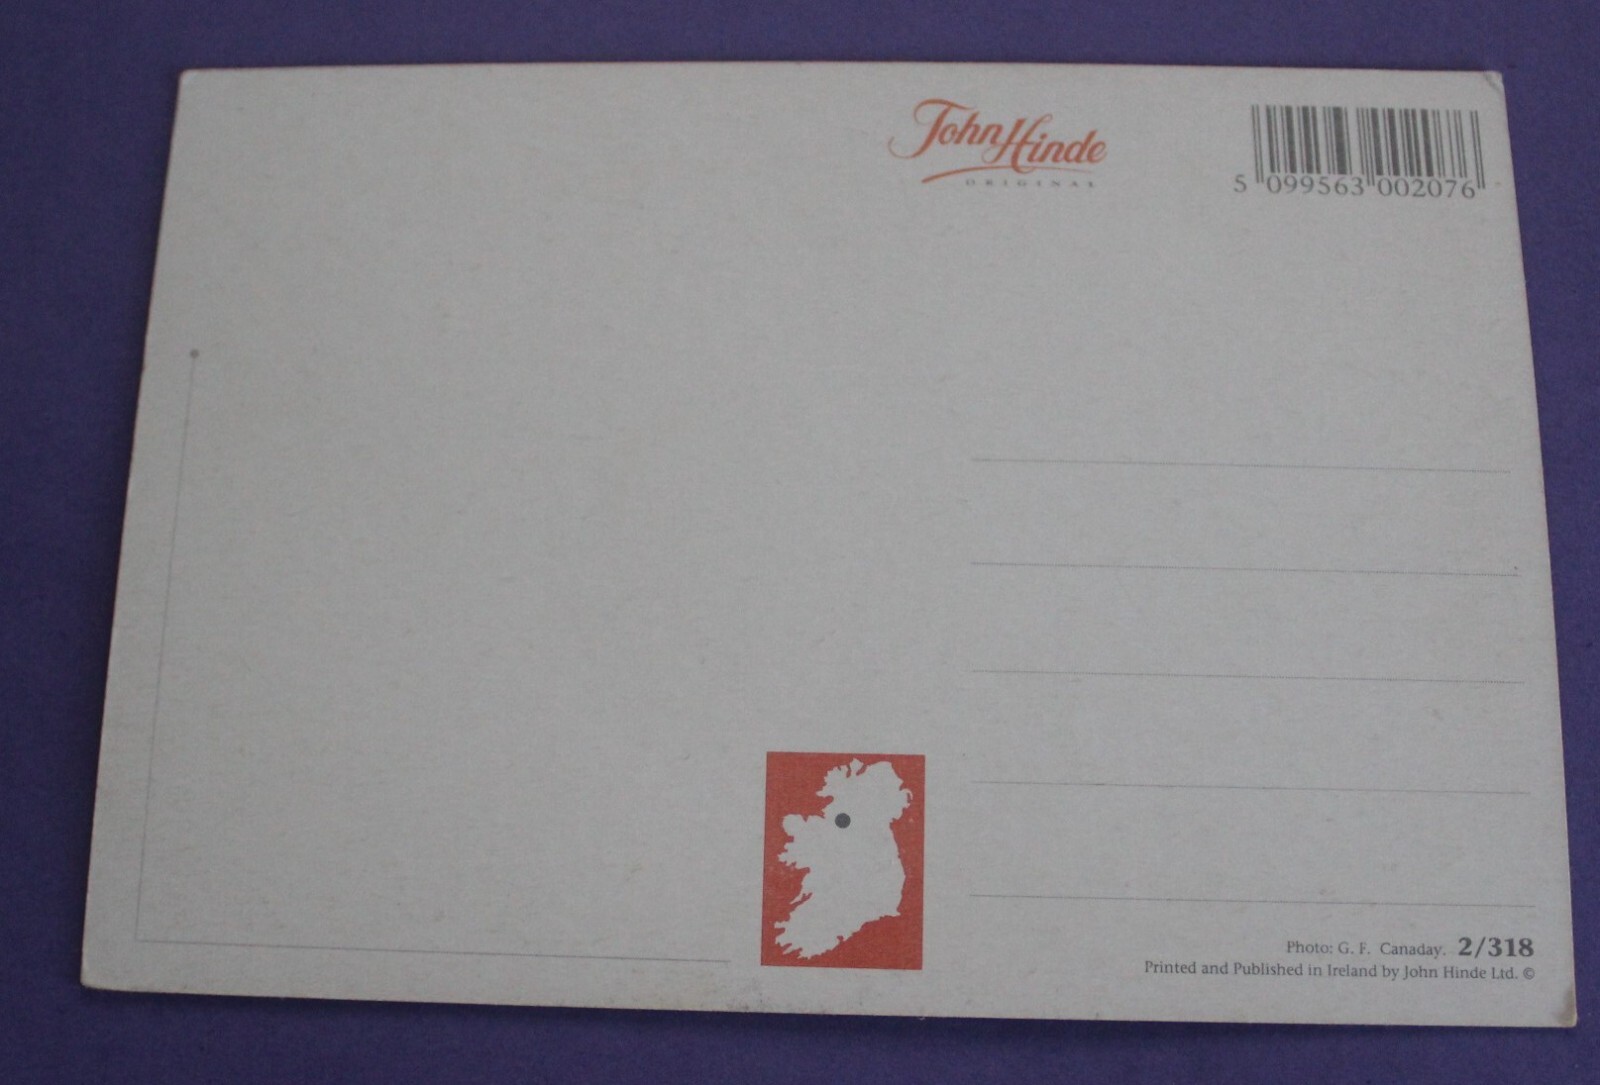 John Hinde
ORIGINAL
5 099563 002076
Photo: G. F. Canaday. 2/318
Printed and Published in Ireland by John Hinde Ltd. ©